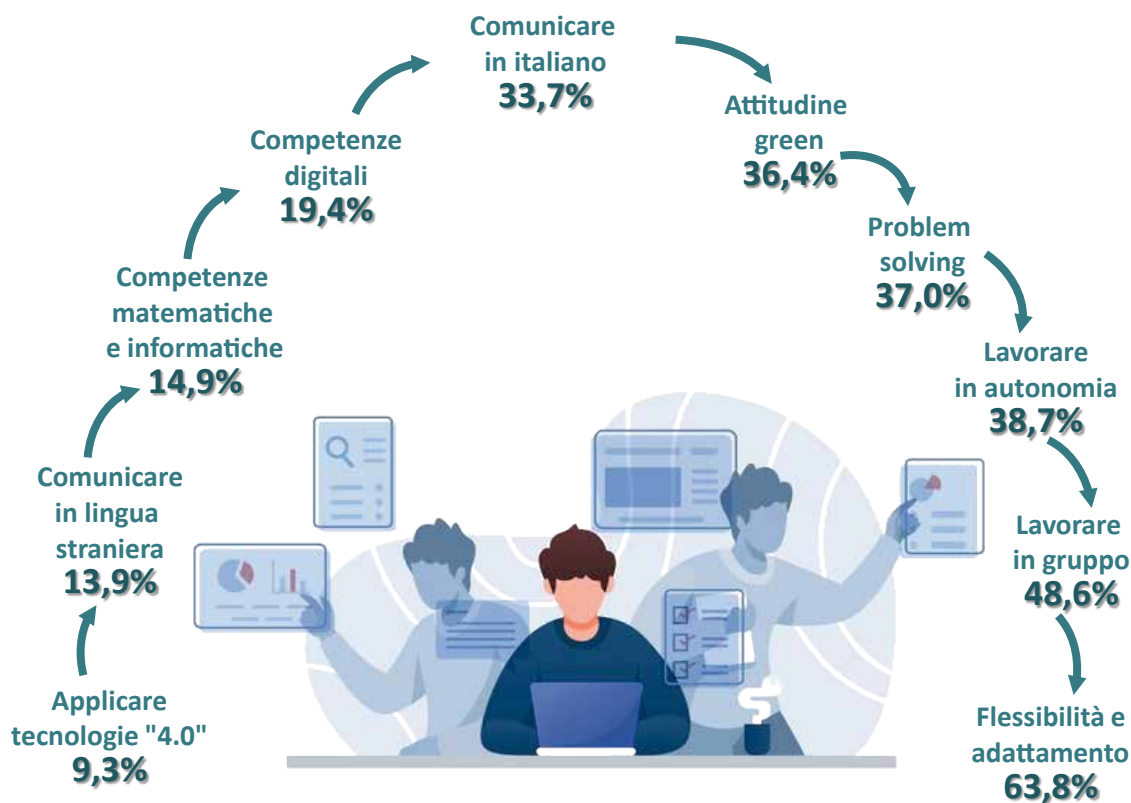 Comunicare
in italiano
33,7%
Attitudine
green
36,4%
Competenze
digitali
19,4%
Problem
solving
37,0%
Competenze
matematiche
e informatiche
14,9%
Lavorare
in autonomia
38,7%
Comunicare
in lingua
straniera
13,9%
Lavorare
in gruppo
48,6%
Applicare
tecnologie "4.0"
9,3%
Flessibilità e
adattamento
63,8%